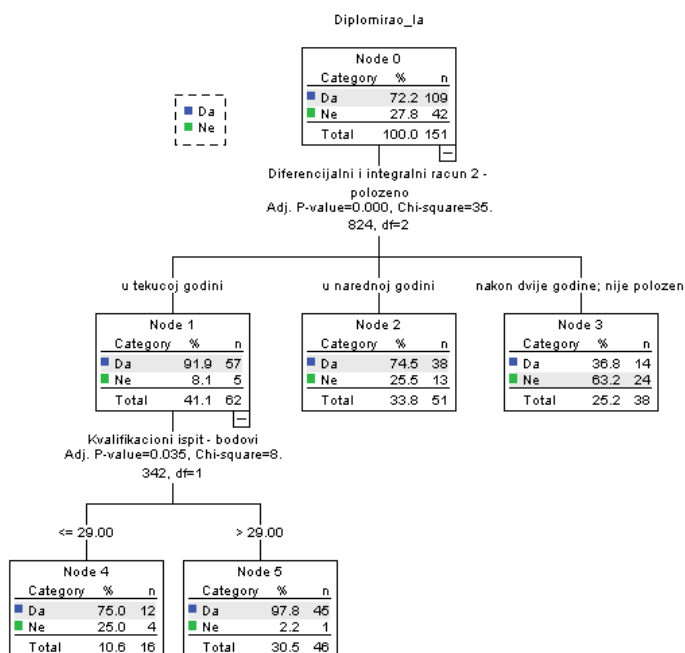 Diplomirao_la
Node 0
Category % n
Da 72.2 109
Ne 27.8 42
Total 100.0 151
Da
Ne
Diferencijalni i integralni racun 2 -
polozeno
Adj. P-value=0.000, Chi-square=35.
824, df=2
u tekucoj godini
u narednoj godini
nakon dvije godine; nije polozen
Node 1
Category % n
Da 91.9 57
Ne 8.1 5
Total 41.1 62
Node 2
Category % n
Da 74.5 38
Ne 25.5 13
Total 33.8 51
Node 3
Category % n
Da 36.8 14
Ne 63.2 24
Total 25.2 38
Kvalifikacioni ispit - bodovi
Adj. P-value=0.035, Chi-square=8.
342, df=1
<= 29.00
> 29.00
Node 4
Category % n
Da 75.0 12
Ne 25.0 4
Total 10.6 16
Node 5
Category % n
Da 97.8 45
Ne 2.2 1
Total 30.5 46